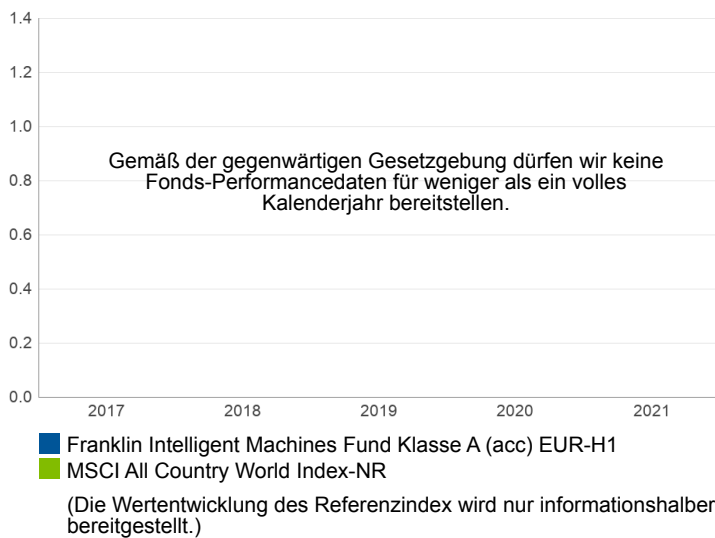 1.4
1.2
1.0
Gemäß der gegenwärtigen Gesetzgebung dürfen wir keine
0.8
Fonds-Performancedaten für weniger als ein volles
Kalenderjahr bereitstellen.
0.6
0.4
0.2
0.0
2017 2018 2019 2020 2021
Franklin Intelligent Machines Fund Klasse A (acc) EUR-H1
MSCI All Country World Index-NR
(Die Wertentwicklung des Referenzindex wird nur informationshalber
bereitgestellt.)